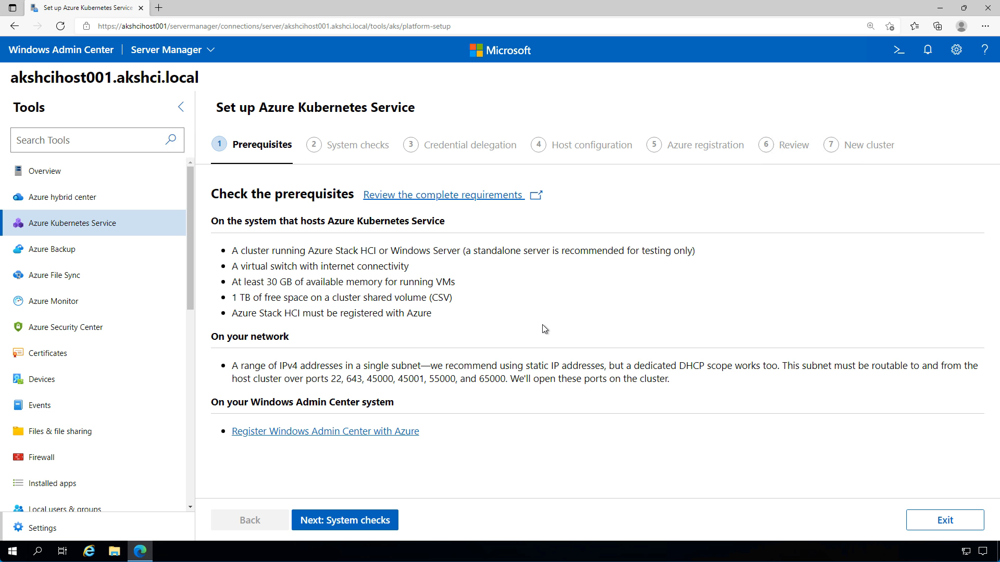 Set up Azure Kubernetes Service
https://akshcihost001/servermanager/connections/server/akshcihost001.akshci.local/tools/aks/platform-setup
Windows Admin Center
Server Manager
Microsoft
akshcihost001.akshci.local
Tools
Search Tools
Overview
Azure hybrid center
Azure Kubernetes Service
Azure Backup
Azure File Sync
Azure Monitor
Azure Security Center
Certificates
Devices
Events
Files & file sharing
Firewall
Installed apps
Local users & groups
Settings
Set up Azure Kubernetes Service
1 Prerequisites
2 System checks
3 Credential delegation
4 Host configuration
5 Azure registration
6 Review
7 New cluster
Check the prerequisites Review the complete requirements
On the system that hosts Azure Kubernetes Service
• A cluster running Azure Stack HCI or Windows Server (a standalone server is recommended for testing only)
• A virtual switch with internet connectivity
• At least 30 GB of available memory for running VMs
• 1 TB of free space on a cluster shared volume (CSV)
• Azure Stack HCI must be registered with Azure
On your network
• A range of IPv4 addresses in a single subnet—we recommend using static IP addresses, but a dedicated DHCP scope works too. This subnet must be routable to and from the
host cluster over ports 22, 643, 45000, 45001, 55000, and 65000. We'll open these ports on the cluster.
On your Windows Admin Center system
• Register Windows Admin Center with Azure
Back
Next: System checks
Exit